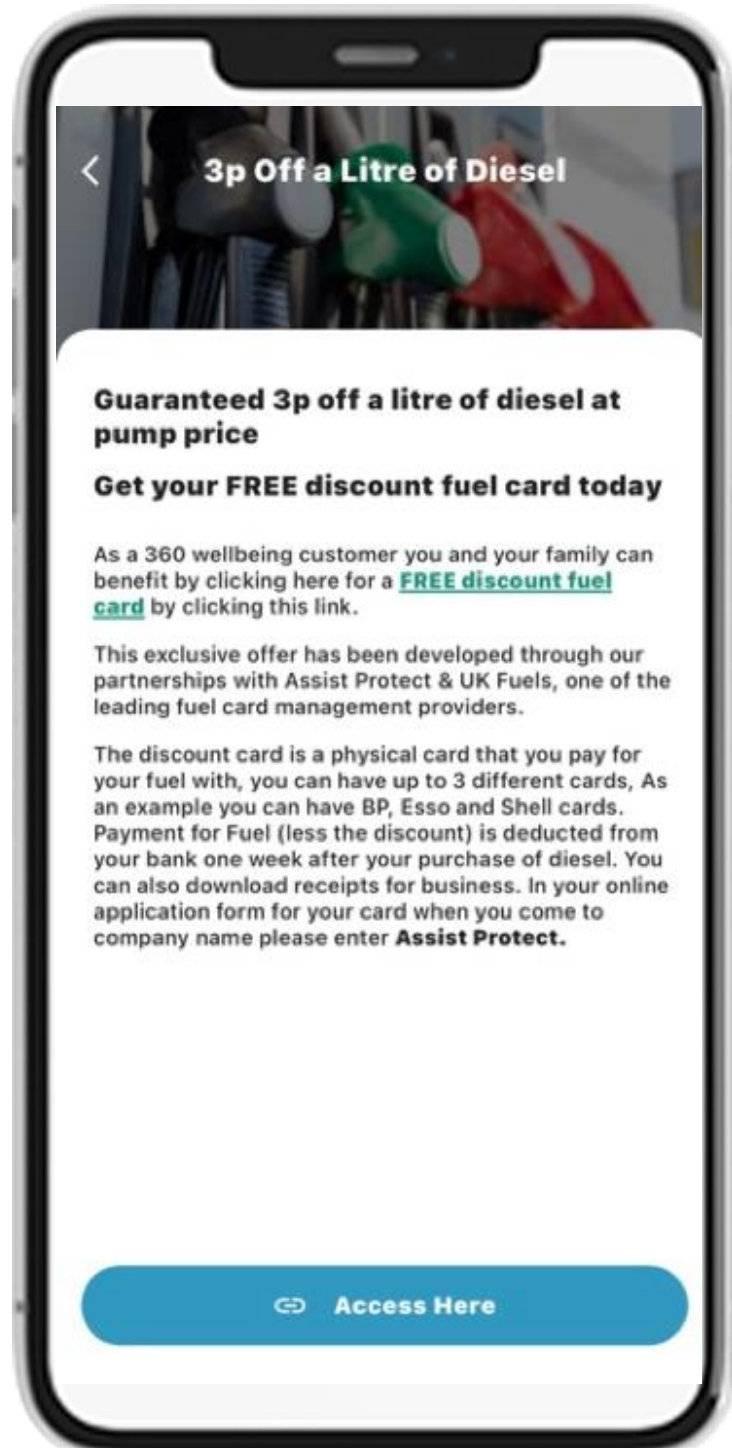 3p Off a Litre of Diesel
Guaranteed 3p off a litre of diesel at
pump price
Get your FREE discount fuel card today
As a 360 wellbeing customer you and your family can
benefit by clicking here for a FREE discount fuel
card by clicking this link.
This exclusive offer has been developed through our
partnerships with Assist Protect & UK Fuels, one of the
leading fuel card management providers.
The discount card is a physical card that you pay for
your fuel with, you can have up to 3 different cards, As
an example you can have BP, Esso and Shell cards.
Payment for Fuel (less the discount) is deducted from
your bank one week after your purchase of diesel. You
can also download receipts for business. In your online
application form for your card when you come to
company name please enter Assist Protect.
Access Here